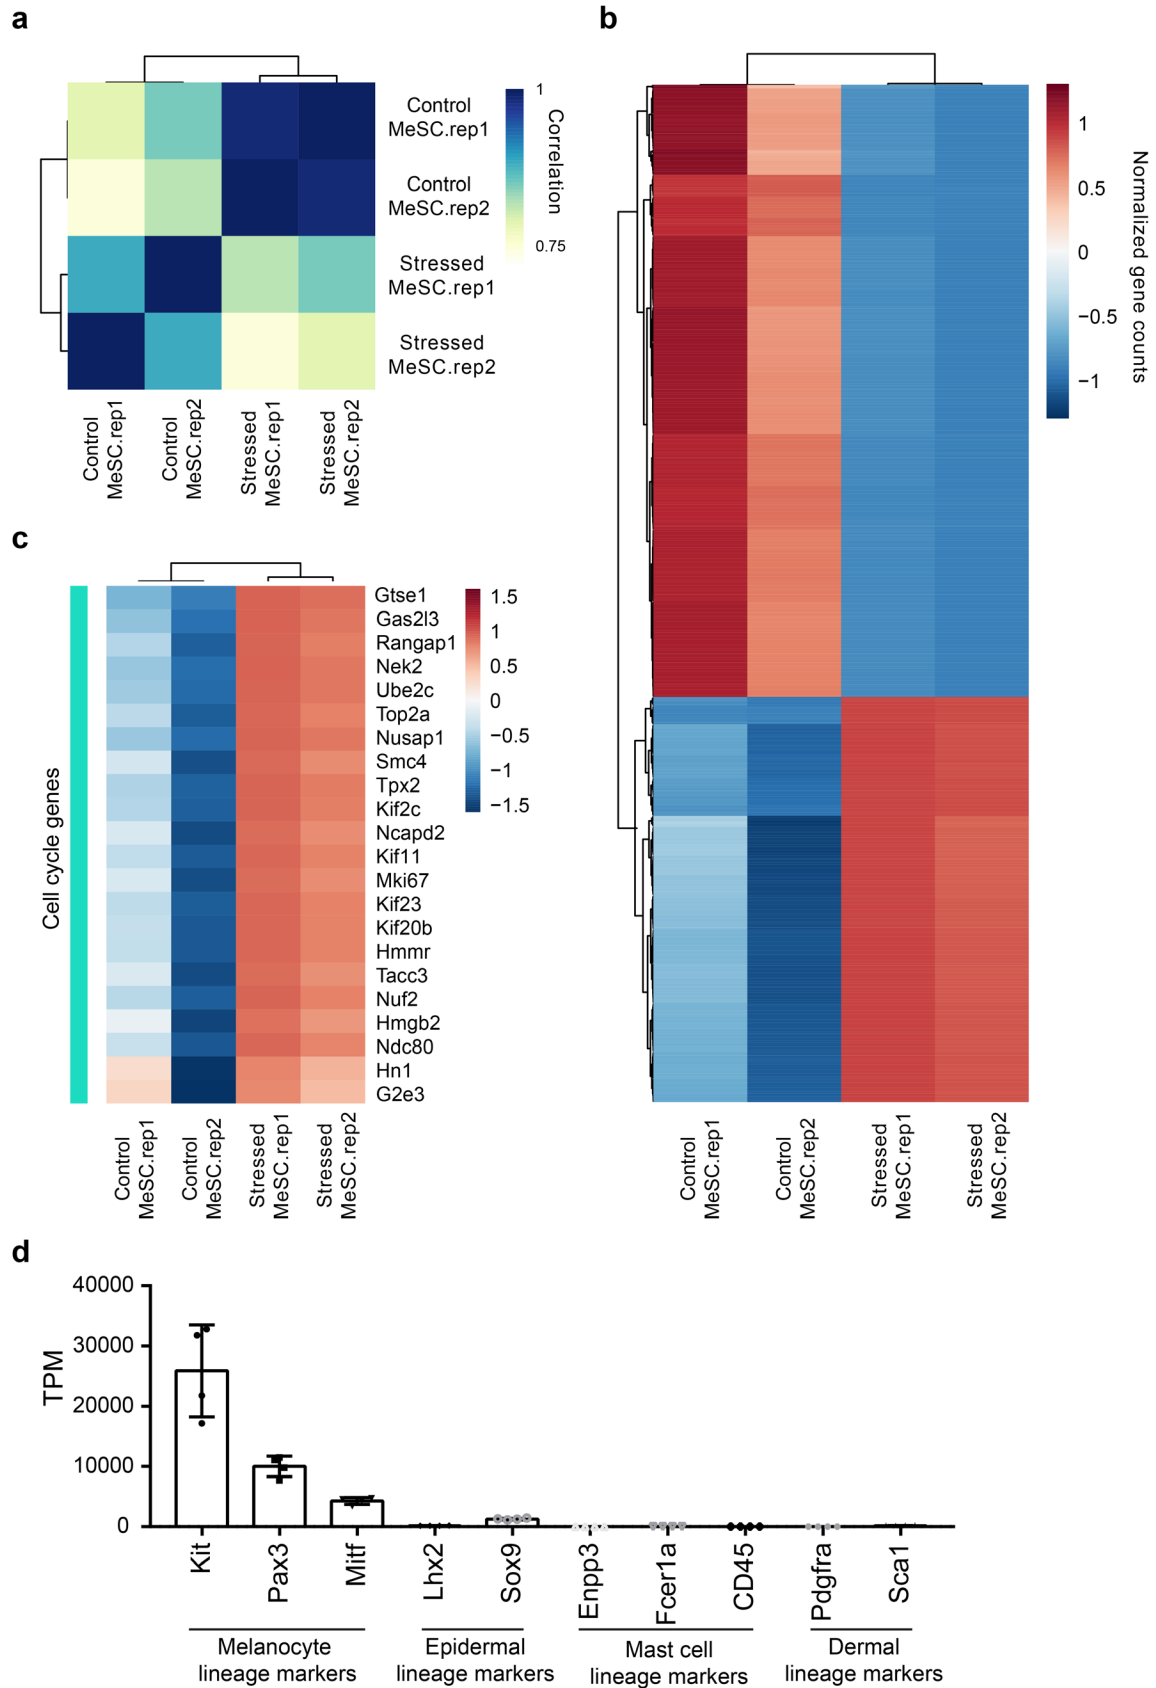 a
Control
MeSC.rep1
Control
MeSC.rep2
Stressed
MeSC.rep1
Stressed
MeSC.rep2
1
0.75
Correlation
Control
MeSC.rep1
Control
MeSC.rep2
Stressed
MeSC.rep1
Stressed
MeSC.rep2
b
1
0.5
0
−0.5
−1
Normalized gene counts
Control
MeSC.rep1
Control
MeSC.rep2
Stressed
MeSC.rep1
Stressed
MeSC.rep2
c
Cell cycle genes
Gtse1
Gas2l3
Rangap1
Nek2
Ube2c
Top2a
Nusap1
Smc4
Tpx2
Kif2c
Ncapd2
Kif11
Mki67
Kif23
Kif20b
Hmmr
Tacc3
Nuf2
Hmgb2
Ndc80
Hn1
G2e3
1.5
1
0.5
0
−0.5
−1
−1.5
Control
MeSC.rep1
Control
MeSC.rep2
Stressed
MeSC.rep1
Stressed
MeSC.rep2
d
TPM
40000
30000
20000
10000
0
Kit
Pax3
Mitf
Lhx2
Sox9
Enpp3
Fcer1a
CD45
Pdgfra
Sca1
Melanocyte
lineage markers
Epidermal
lineage markers
Mast cell
lineage markers
Dermal
lineage markers